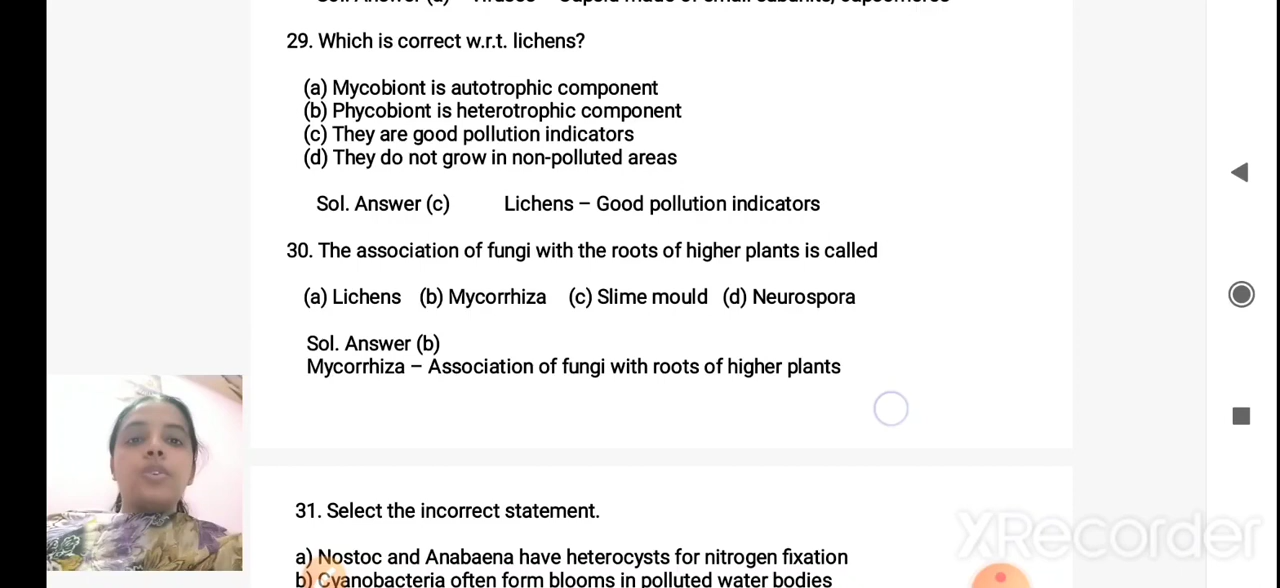 29. Which is correct w.r.t. lichens?
(a) Mycobiont is autotrophic component
(b) Phycobiont is heterotrophic component
(c) They are good pollution indicators
(d) They do not grow in non-polluted areas
Sol. Answer (c) Lichens – Good pollution indicators
30. The association of fungi with the roots of higher plants is called
(a) Lichens (b) Mycorrhiza (c) Slime mould (d) Neurospora
Sol. Answer (b)
Mycorrhiza – Association of fungi with roots of higher plants
31. Select the incorrect statement.
a) Nostoc and Anabaena have heterocysts for nitrogen fixation
b) Cyanobacteria often form blooms in polluted water bodies
XRecorder